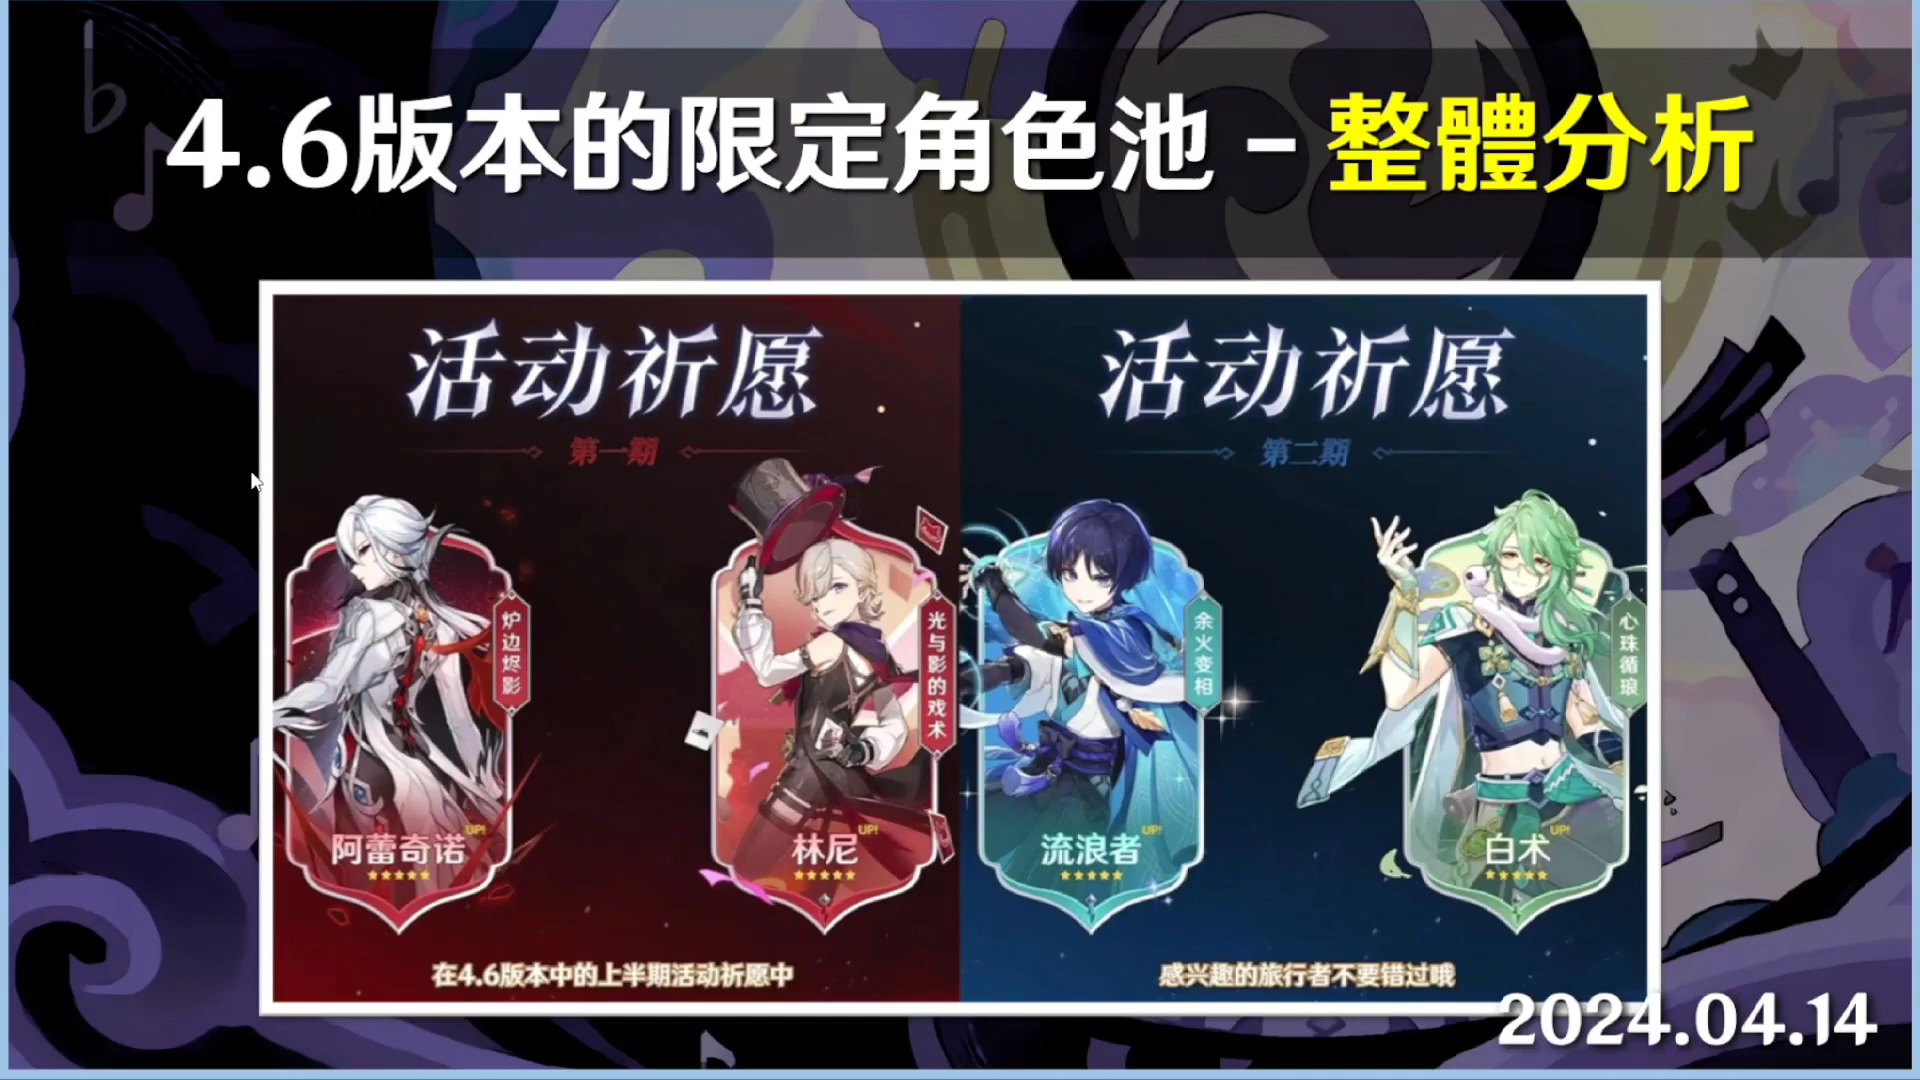 4.6版本的限定角色池 - 整體分析
活动祈愿
第一期
炉边烬影
阿蕾奇诺
UP!
光与影的戏术
林尼
UP!
在4.6版本中的上半期活动祈愿中
活动祈愿
第二期
余火变相
流浪者
UP!
心珠循琅
白术
UP!
感兴趣的旅行者不要错过哦
2024.04.14